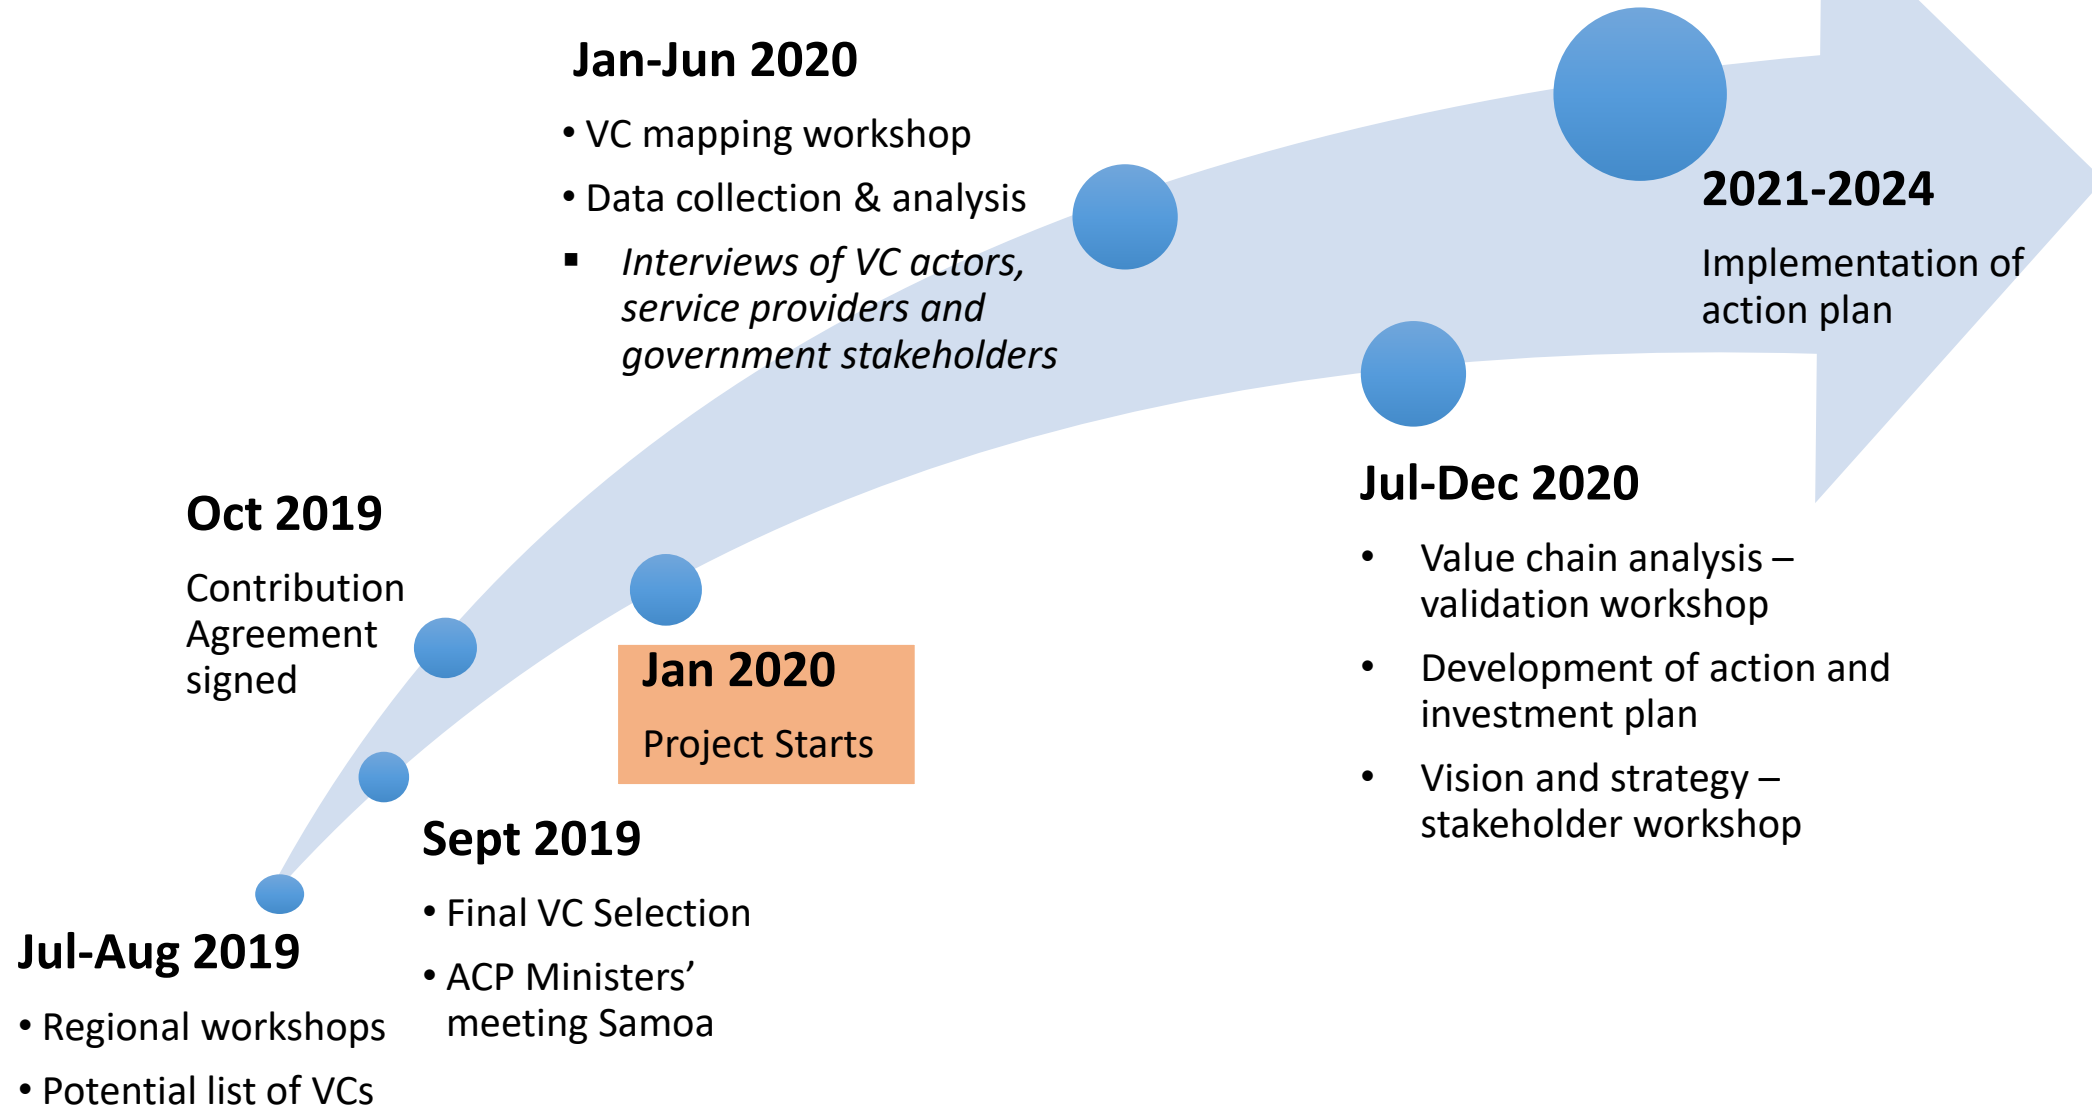 Jan-Jun 2020
• VC mapping workshop
• Data collection & analysis
▪ Interviews of VC actors,
service providers and
government stakeholders
2021-2024
Implementation of
action plan
Oct 2019
Contribution
Agreement
signed
Jan 2020
Project Starts
Jul-Dec 2020
• Value chain analysis –
validation workshop
• Development of action and
investment plan
• Vision and strategy –
stakeholder workshop
Sept 2019
• Final VC Selection
• ACP Ministers’
meeting Samoa
Jul-Aug 2019
• Regional workshops
• Potential list of VCs